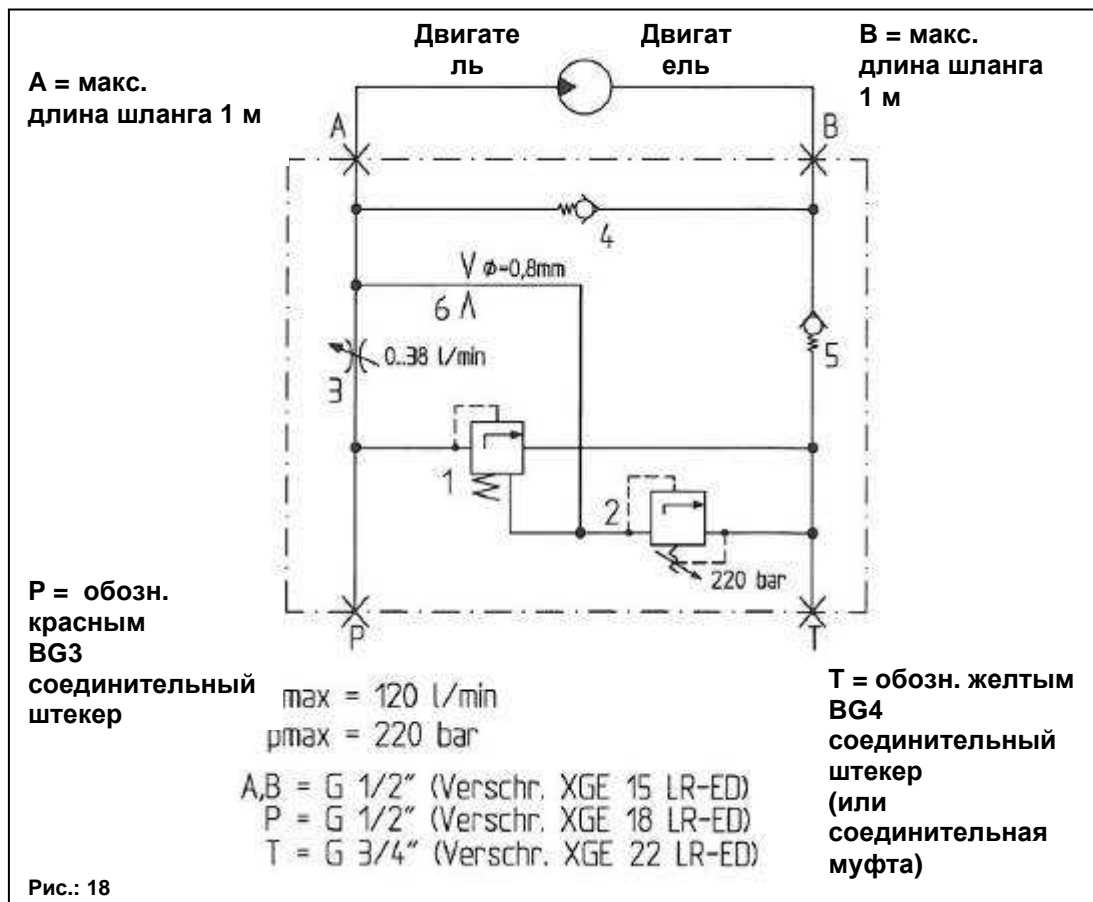 Двигате
ль
Двигат
ель
В = макс.
длина шланга
1 м
А = макс.
длина шланга 1 м
A
B
4
V ø=0,8mm
6 Λ
5
0..38 l/min
3
1
2
220 bar
P
T
Р = обозн.
красным
BG3
соединительный
штекер
max = 120 l/min
pmax = 220 bar
A,B = G 1/2" (Verschr. XGE 15 LR-ED)
P = G 1/2" (Verschr. XGE 18 LR-ED)
T = G 3/4" (Verschr. XGE 22 LR-ED)
Т = обозн. желтым
BG4
соединительный
штекер
(или
соединительная
муфта)
Рис.: 18